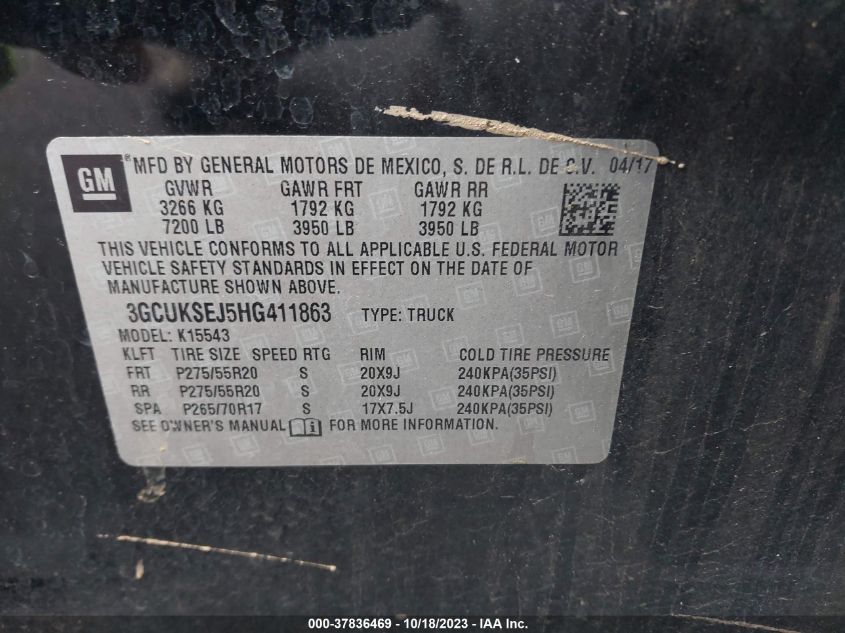 GM ® MFD BY GENERAL MOTORS DE MEXICO, S. DE R.L. DE C.V. 04/17
GVWR GAWR FRT GAWR RR
3266 KG 1792 KG 1792 KG
7200 LB 3950 LB 3950 LB
THIS VEHICLE CONFORMS TO ALL APPLICABLE U.S. FEDERAL MOTOR
VEHICLE SAFETY STANDARDS IN EFFECT ON THE DATE OF
MANUFACTURE SHOWN ABOVE.
3GCUKSEJ5HG411863 TYPE: TRUCK
MODEL: K15543
KLFT TIRE SIZE SPEED RTG RIM COLD TIRE PRESSURE
FRT P275/55R20 S 20X9J 240KPA(35PSI)
RR P275/55R20 S 20X9J 240KPA(35PSI)
SPA P265/70R17 S 17X7.5J 240KPA(35PSI)
SEE OWNER'S MANUAL i FOR MORE INFORMATION.
000-37836469 - 10/18/2023 - IAA Inc.